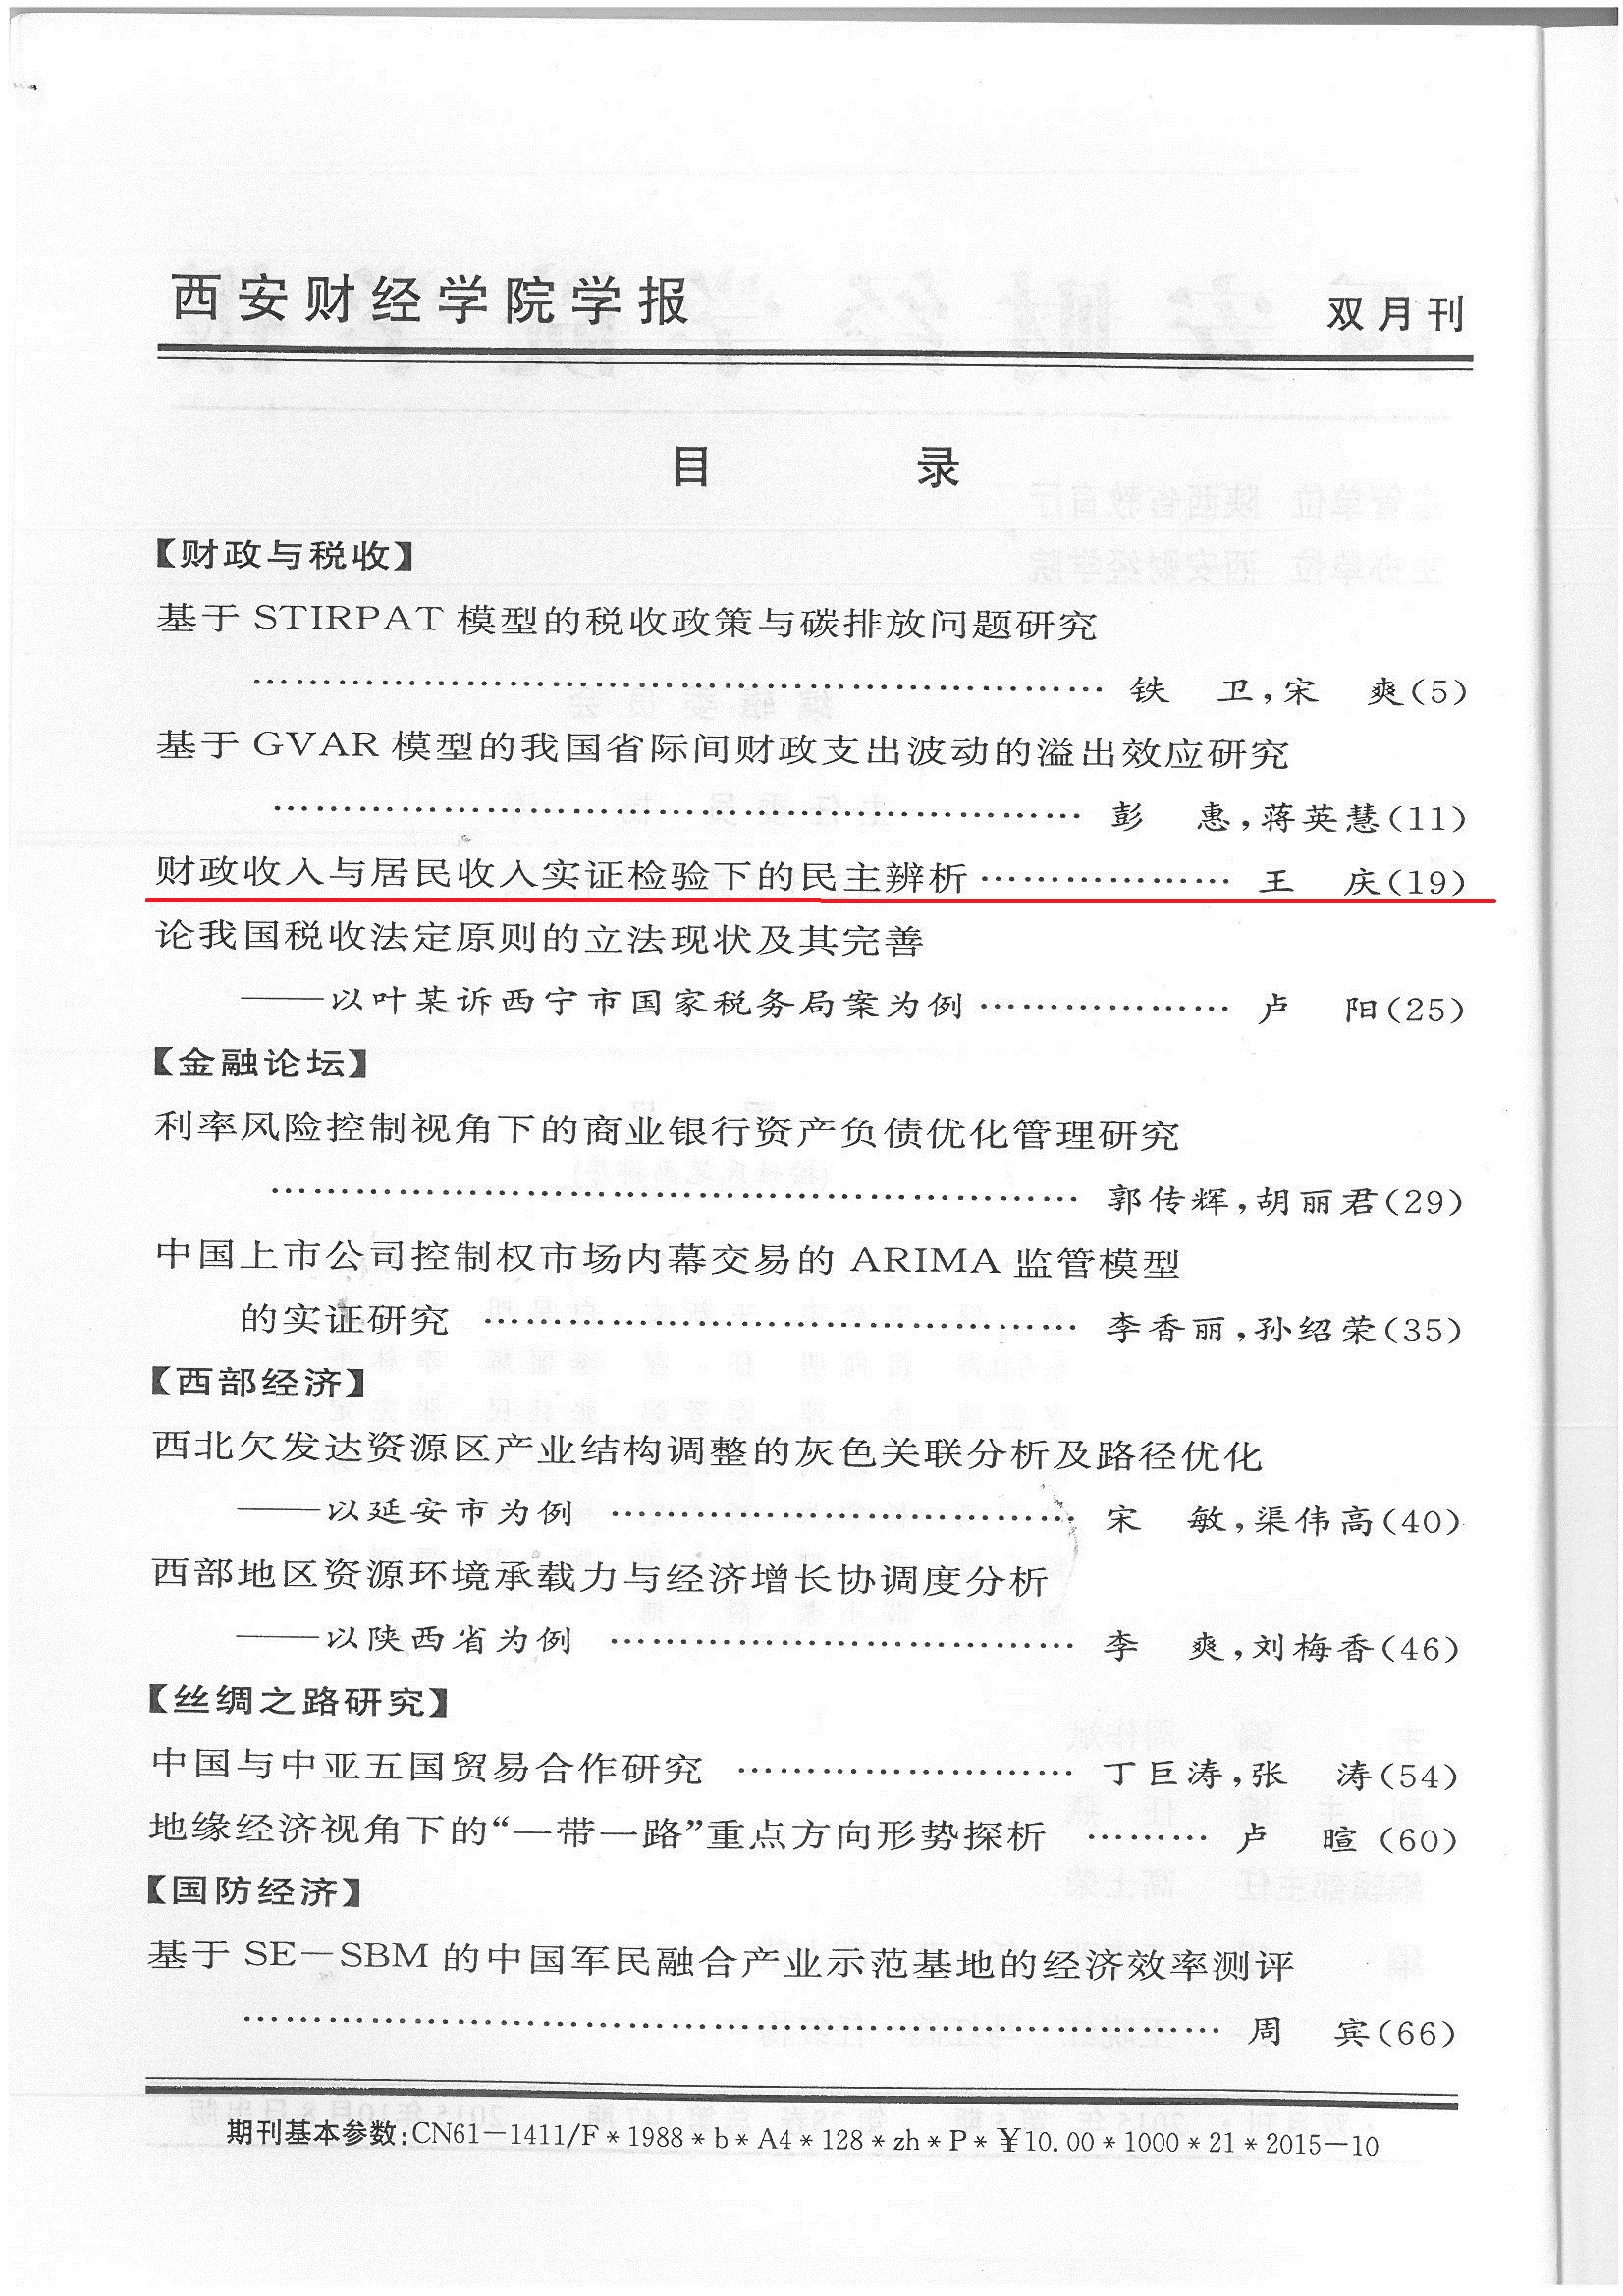 西安财经学院学报
双月刊
目 录
【财政与税收】
基于 STIRPAT 模型的税收政策与碳排放问题研究
………………………………………………………… 铁 卫,宋 爽(5)
基于 GVAR 模型的我国省际间财政支出波动的溢出效应研究
……………………………………………………… 彭 惠,蒋英慧(11)
财政收入与居民收入实证检验下的民主辨析 ……………… 王 庆(19)
论我国税收法定原则的立法现状及其完善
——以叶某诉西宁市国家税务局案为例 ……………… 卢 阳(25)
【金融论坛】
利率风险控制视角下的商业银行资产负债优化管理研究
……………………………………………………… 郭传辉,胡丽君(29)
中国上市公司控制权市场内幕交易的 ARIMA 监管模型
的实证研究 ……………………………………… 李香丽,孙绍荣(35)
【西部经济】
西北欠发达资源区产业结构调整的灰色关联分析及路径优化
——以延安市为例 ……………………………… 宋 敏,渠伟高(40)
西部地区资源环境承载力与经济增长协调度分析
——以陕西省为例 ……………………………… 李 爽,刘梅香(46)
【丝绸之路研究】
中国与中亚五国贸易合作研究 ……………………… 丁巨涛,张 涛(54)
地缘经济视角下的“一带一路”重点方向形势探析 ……… 卢 暄(60)
【国防经济】
基于 SE－SBM 的中国军民融合产业示范基地的经济效率测评
………………………………………………………………… 周 宾(66)
期刊基本参数:CN61－1411/F * 1988 * b * A4 * 128 * zh * P * ￥10.00 * 1000 * 21 * 2015－10